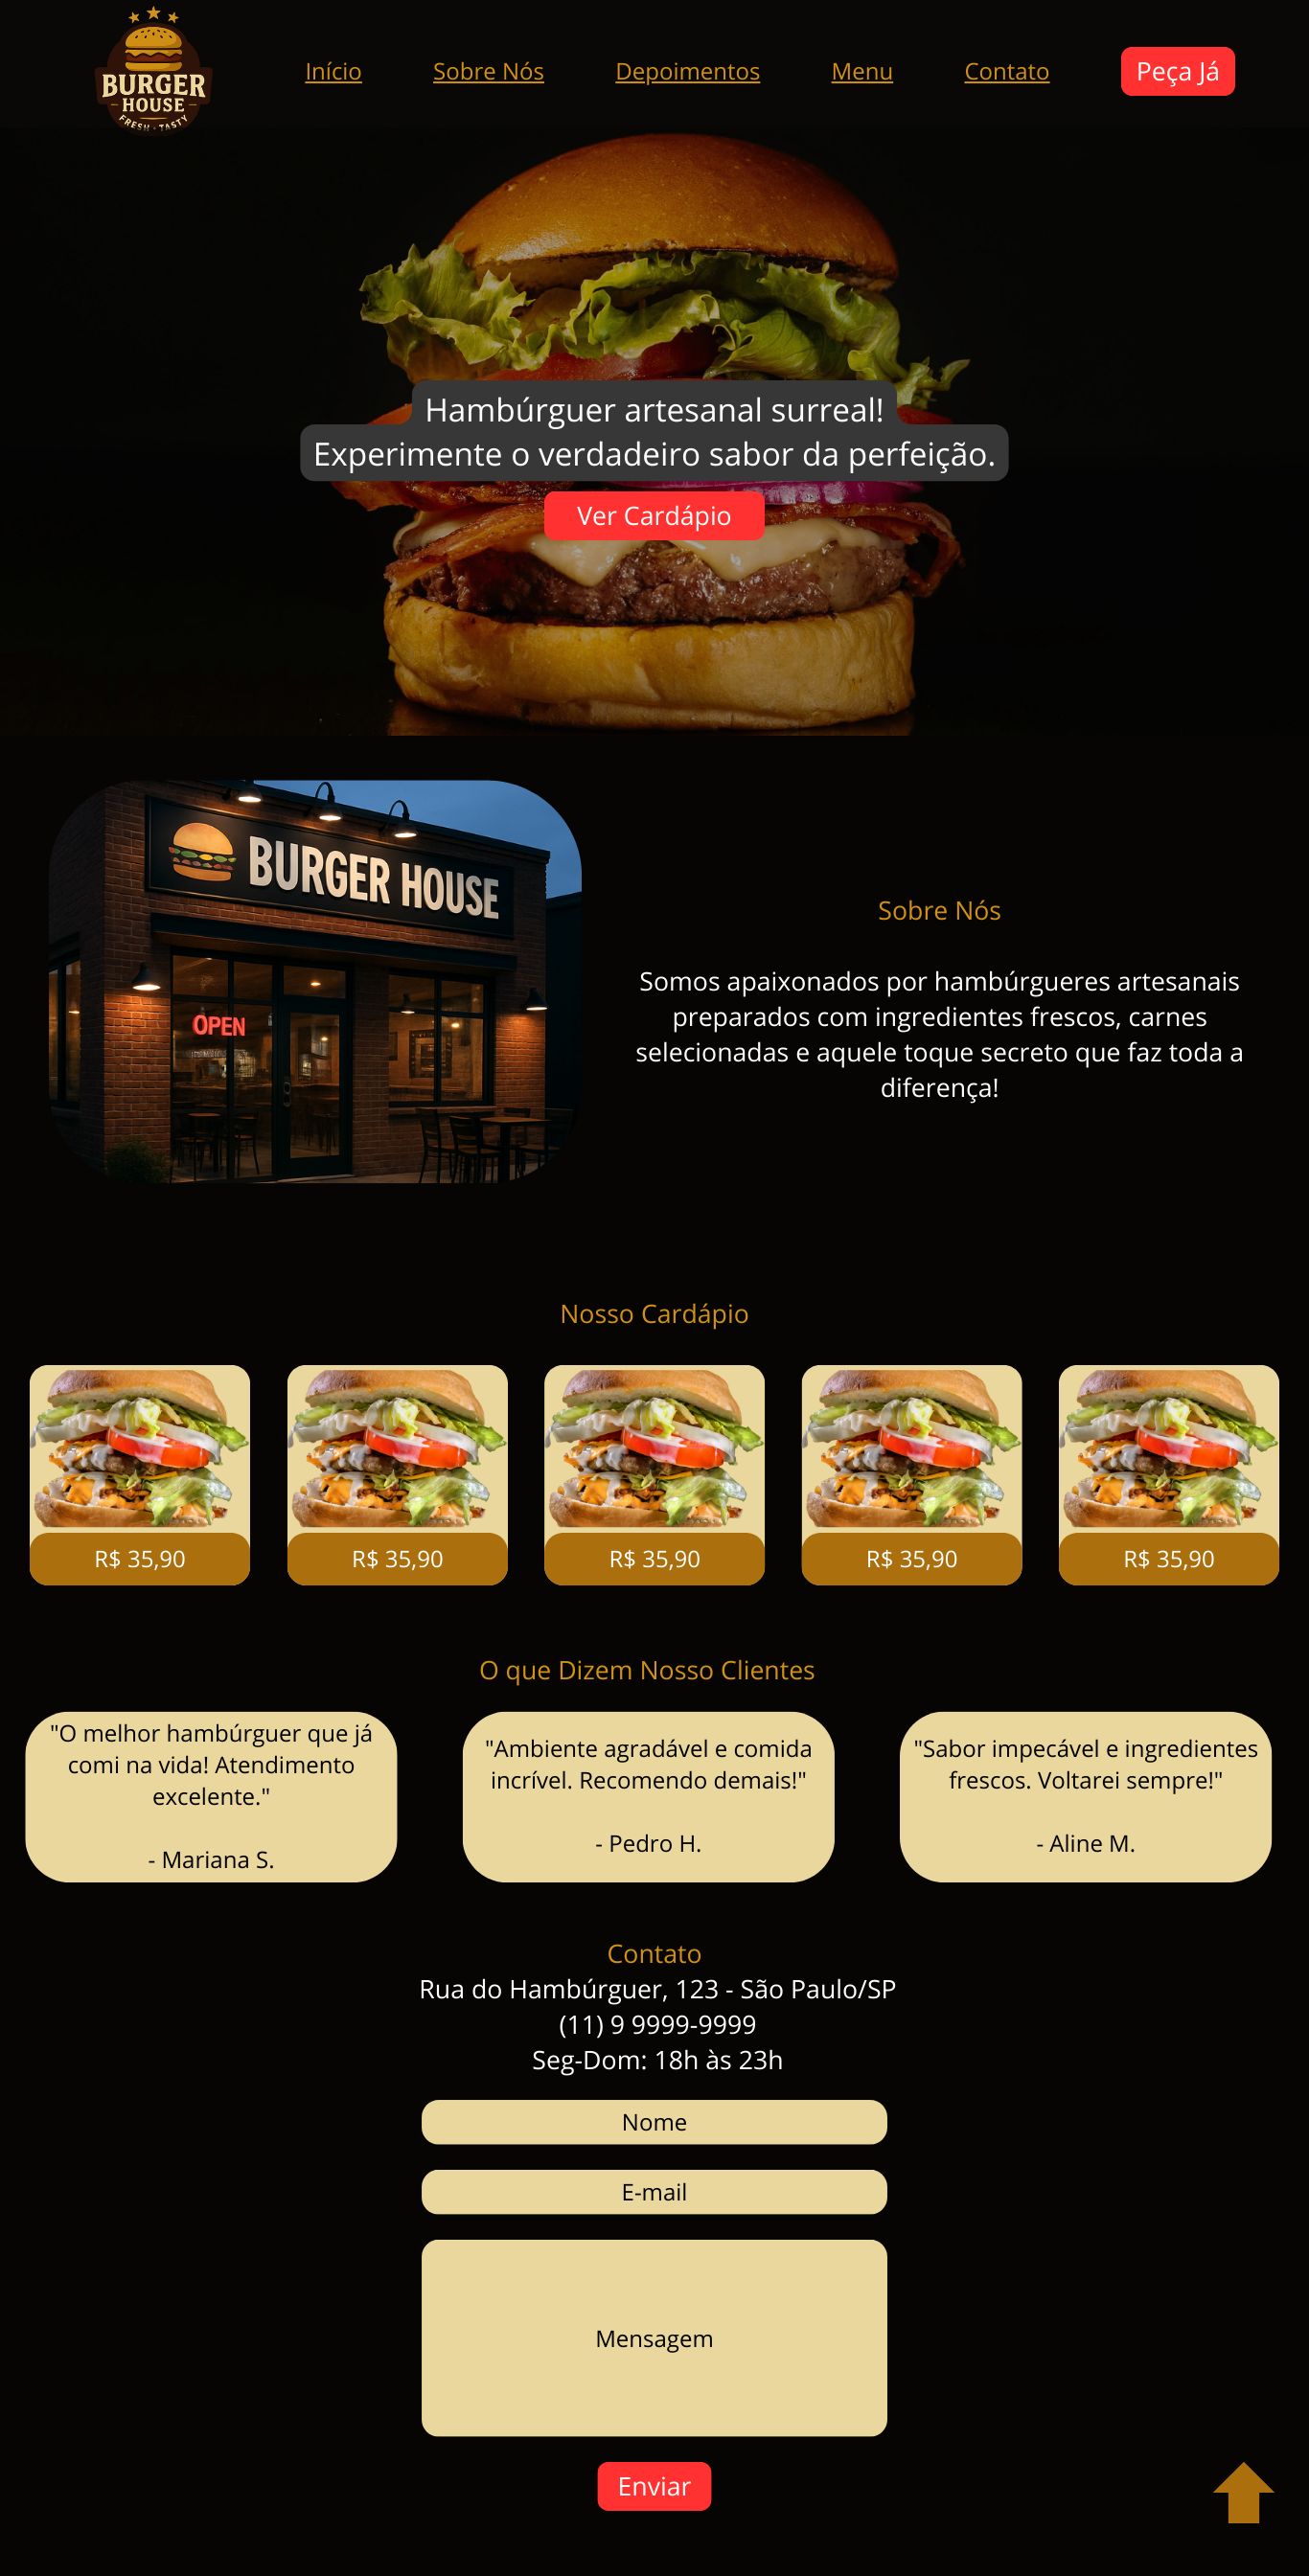 BURGER
HOUSE
FRESH - TASTY
Início
Sobre Nós
Depoimentos
Menu
Contato
Peça Já
Hambúrguer artesanal surreal!
Experimente o verdadeiro sabor da perfeição.
Ver Cardápio
BURGER HOUSE
OPEN
Sobre Nós
Somos apaixonados por hambúrgueres artesanais
preparados com ingredientes frescos, carnes
selecionadas e aquele toque secreto que faz toda a
diferença!
Nosso Cardápio
R$ 35,90
R$ 35,90
R$ 35,90
R$ 35,90
R$ 35,90
O que Dizem Nosso Clientes
"O melhor hambúrguer que já
comi na vida! Atendimento
excelente."
- Mariana S.
"Ambiente agradável e comida
incrível. Recomendo demais!"
- Pedro H.
"Sabor impecável e ingredientes
frescos. Voltarei sempre!"
- Aline M.
Contato
Rua do Hambúrguer, 123 - São Paulo/SP
(11) 9 9999-9999
Seg-Dom: 18h às 23h
Nome
E-mail
Mensagem
Enviar